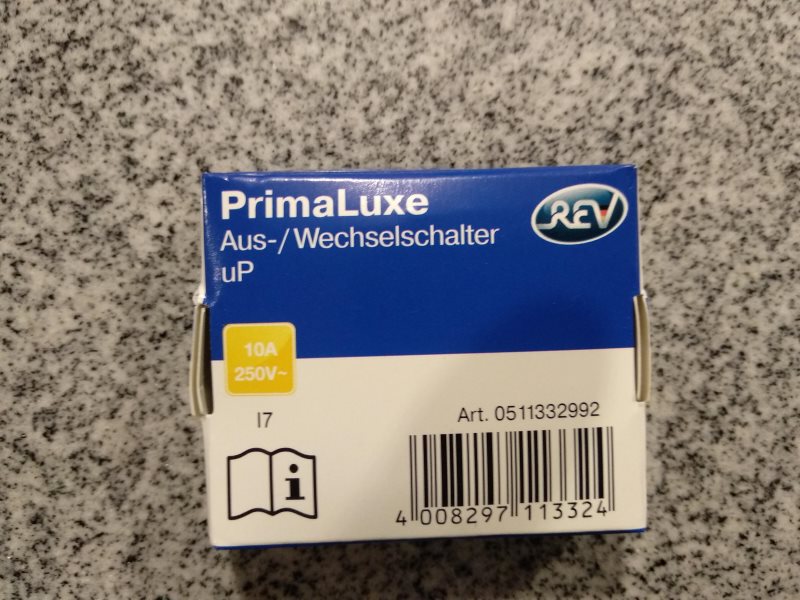 PrimaLuxe
REV
Aus-/Wechselschalter
uP
10A
250V~
I7
Art. 0511332992
i
4 008297 113324